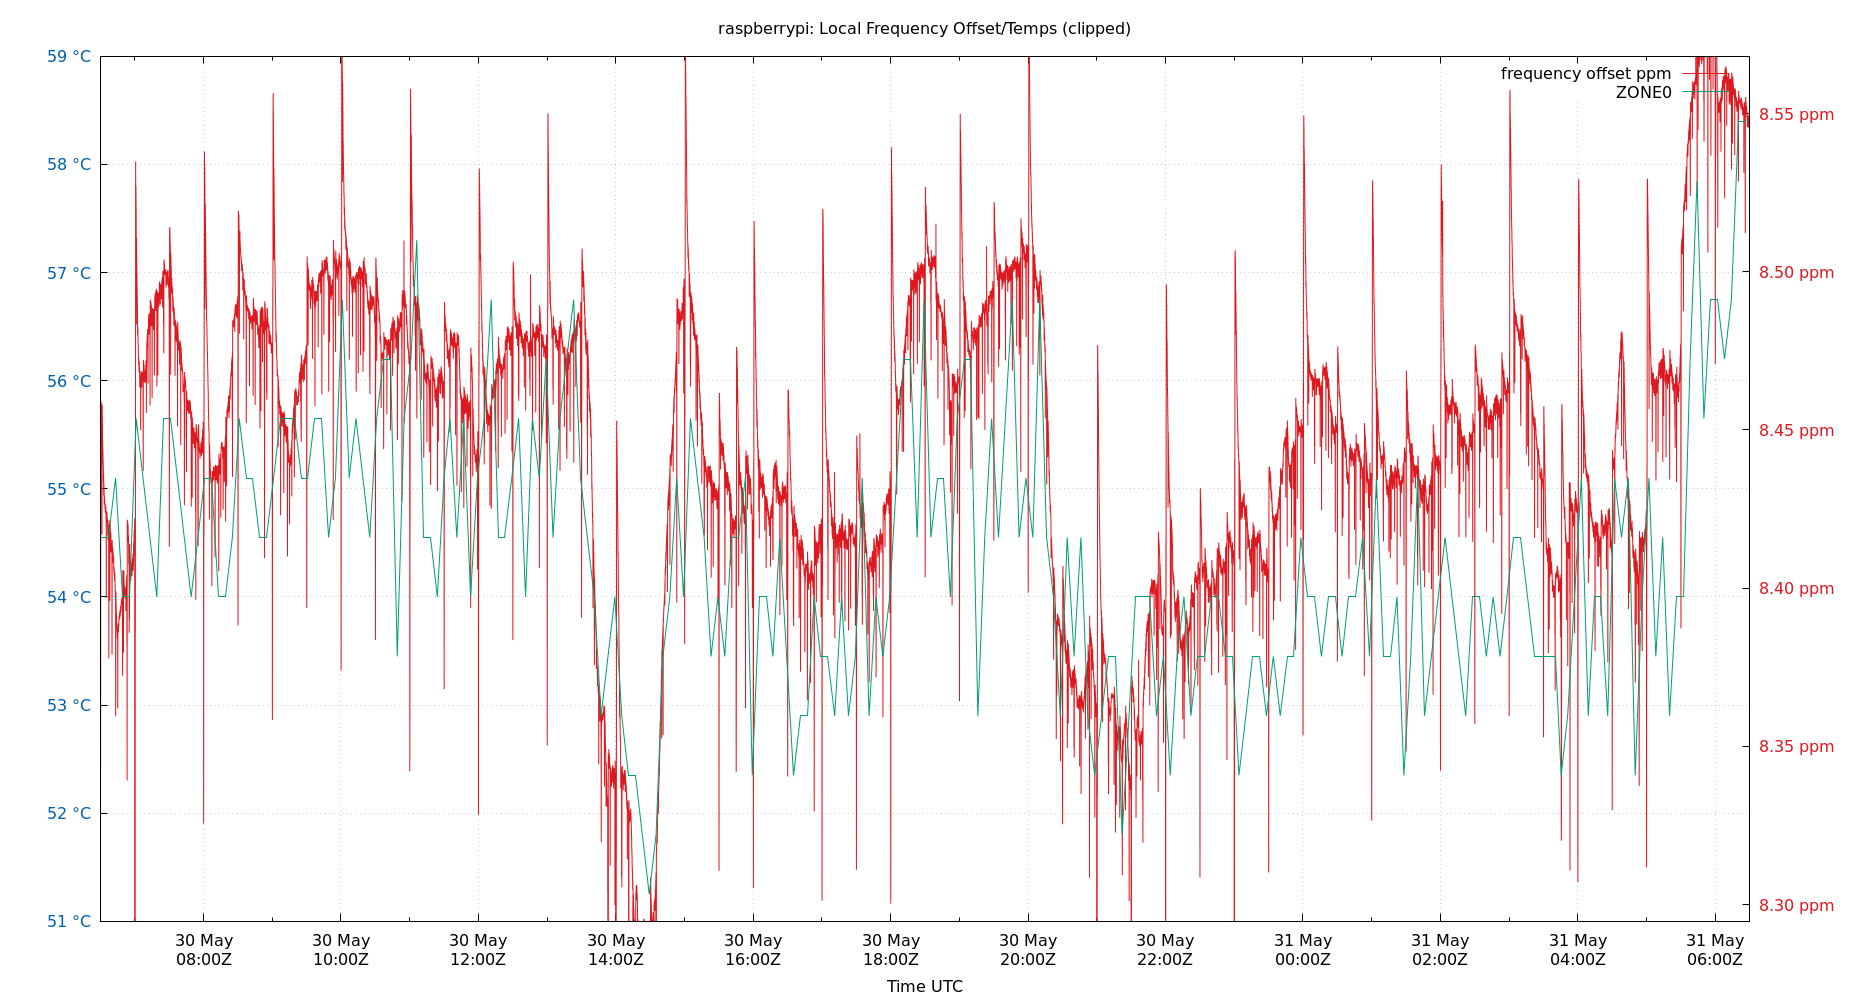 raspberrypi: Local Frequency Offset/Temps (clipped)
frequency offset ppm
ZONE0
59 °C
58 °C
57 °C
56 °C
55 °C
54 °C
53 °C
52 °C
51 °C
8.55 ppm
8.50 ppm
8.45 ppm
8.40 ppm
8.35 ppm
8.30 ppm
30 May 30 May 30 May 30 May 30 May 30 May 30 May 30 May 31 May 31 May 31 May 31 May
08:00Z 10:00Z 12:00Z 14:00Z 16:00Z 18:00Z 20:00Z 22:00Z 00:00Z 02:00Z 04:00Z 06:00Z
Time UTC